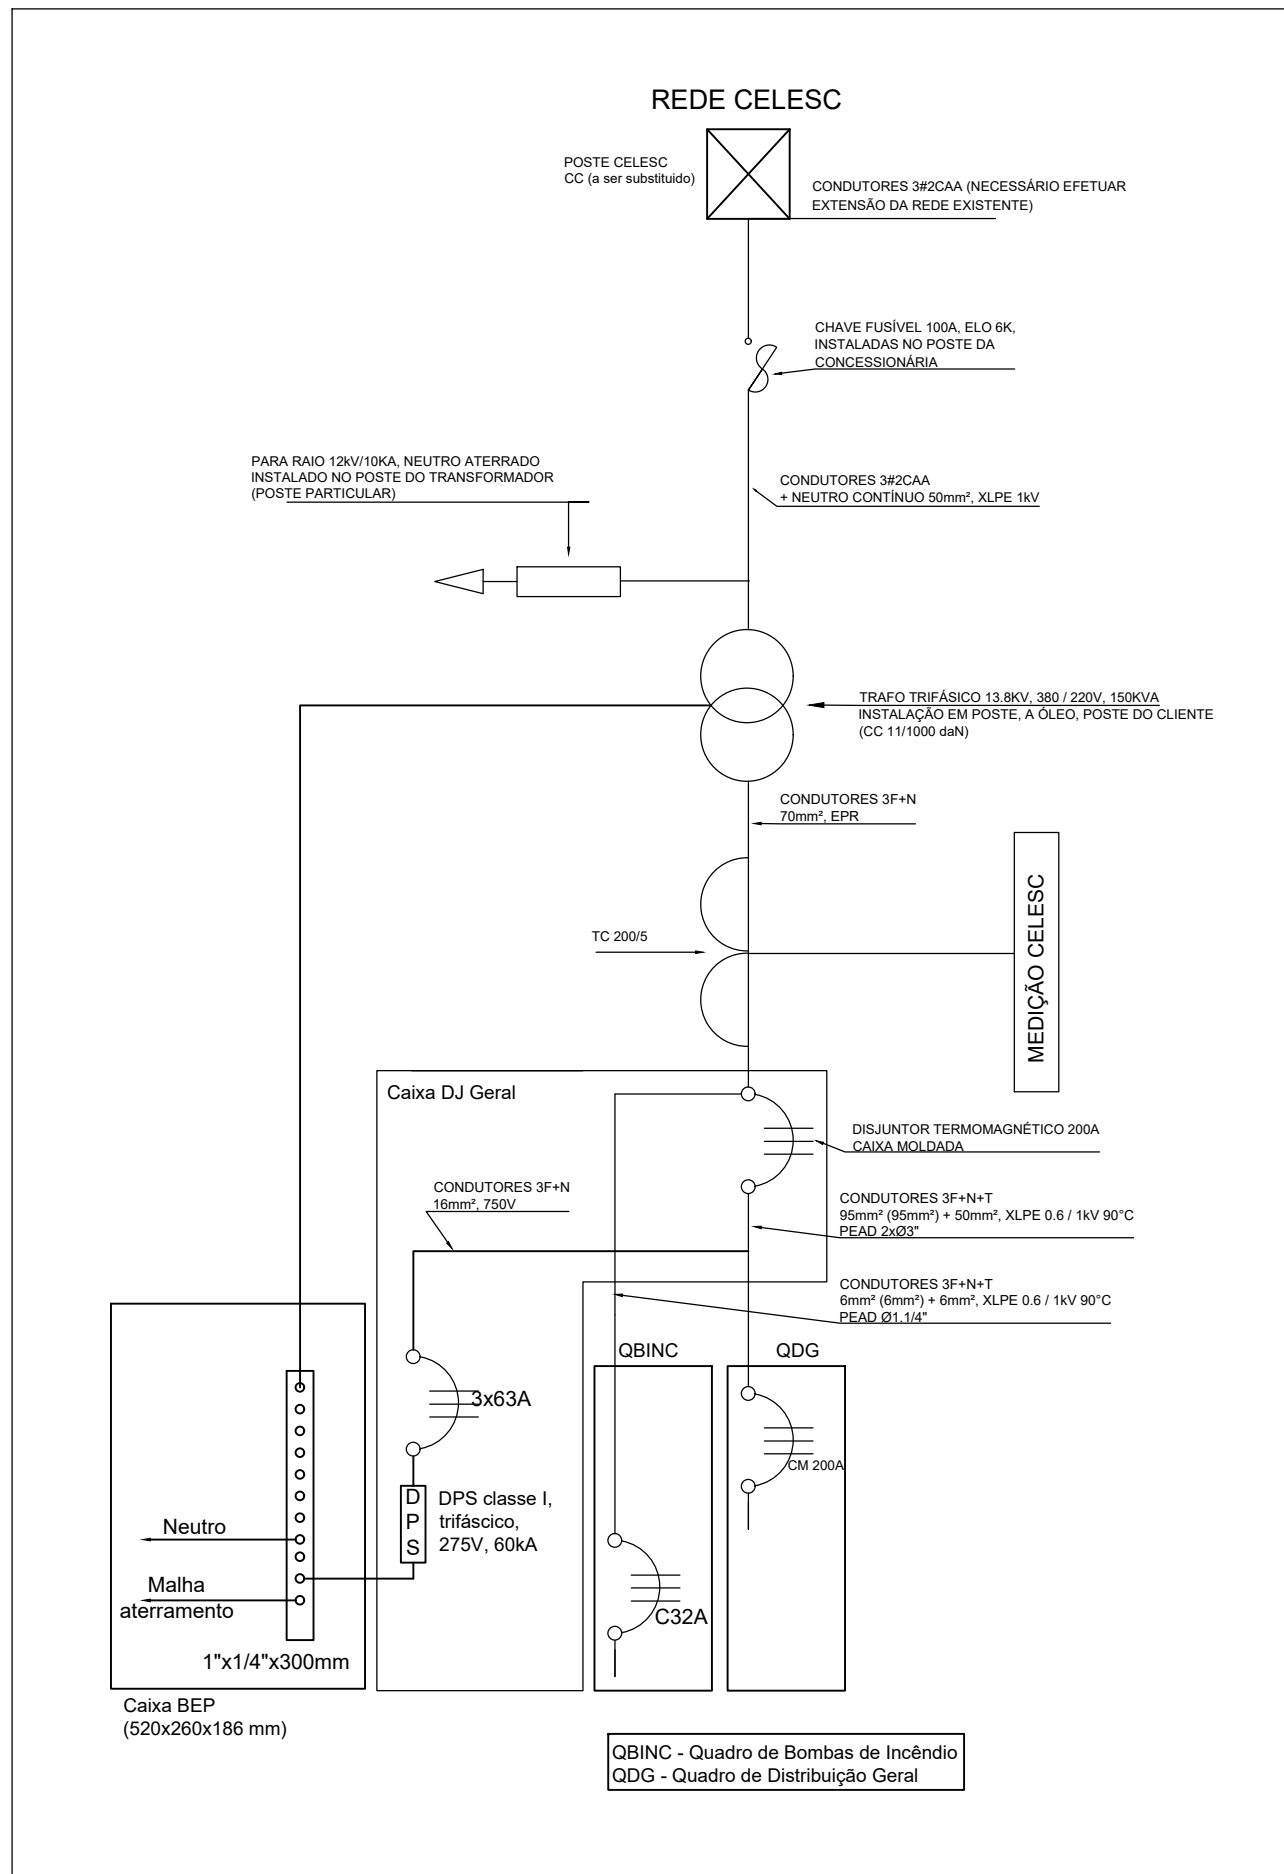 REDE CELESC
POSTE CELESC
CC (a ser substituido)
CONDUTORES 3#2CAA (NECESSÁRIO EFETUAR
EXTENSÃO DA REDE EXISTENTE)
CHAVE FUSÍVEL 100A, ELO 6K,
INSTALADAS NO POSTE DA
CONCESSIONÁRIA
PARA RAIO 12kV/10KA, NEUTRO ATERRADO
INSTALADO NO POSTE DO TRANSFORMADOR
(POSTE PARTICULAR)
CONDUTORES 3#2CAA
+ NEUTRO CONTÍNUO 50mm², XLPE 1kV
TRAFO TRIFÁSICO 13.8KV, 380 / 220V, 150KVA
INSTALAÇÃO EM POSTE, A ÓLEO, POSTE DO CLIENTE
(CC 11/1000 daN)
CONDUTORES 3F+N
70mm², EPR
TC 200/5
MEDIÇÃO CELESC
Caixa DJ Geral
DISJUNTOR TERMOMAGNÉTICO 200A
CAIXA MOLDADA
CONDUTORES 3F+N
16mm², 750V
CONDUTORES 3F+N+T
95mm² (95mm²) + 50mm², XLPE 0.6 / 1kV 90°C
PEAD 2xØ3"
CONDUTORES 3F+N+T
6mm² (6mm²) + 6mm², XLPE 0.6 / 1kV 90°C
PEAD Ø1.1/4"
QBINC
QDG
3x63A
CM 200A
DPS
DPS classe I,
trifáscico,
275V, 60kA
Neutro
Malha
aterramento
C32A
1"x1/4"x300mm
Caixa BEP
(520x260x186 mm)
QBINC - Quadro de Bombas de Incêndio
QDG - Quadro de Distribuição Geral